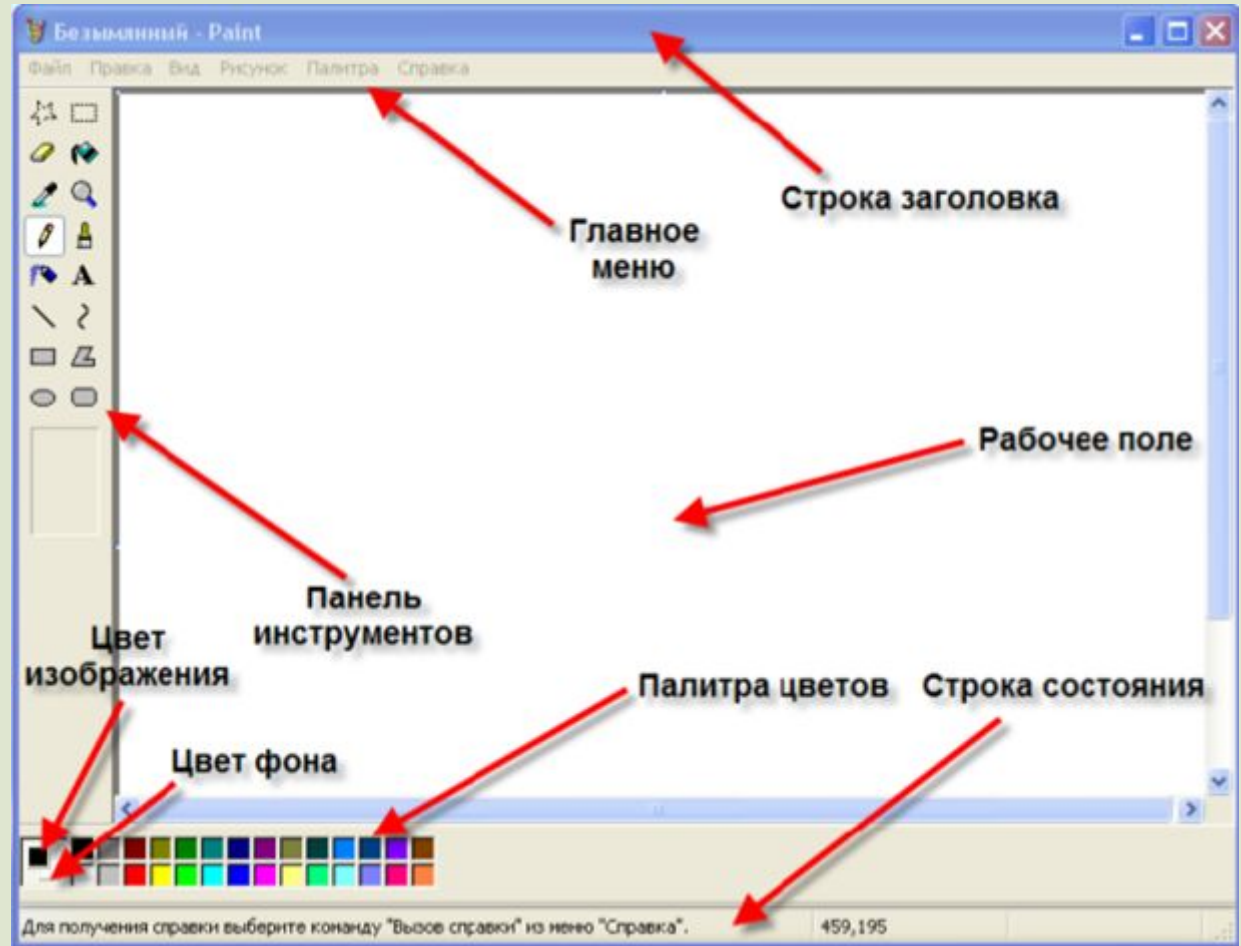 Безымянный - Paint
Файл Правка Вид Рисунок Палитра Справка
Строка заголовка
Главное
меню
A
Рабочее поле
Панель
инструментов
Цвет
изображения
Палитра цветов
Строка состояния
Цвет фона
Для получения справки выберите команду "Вызов справки" из меню "Справка".
459,195